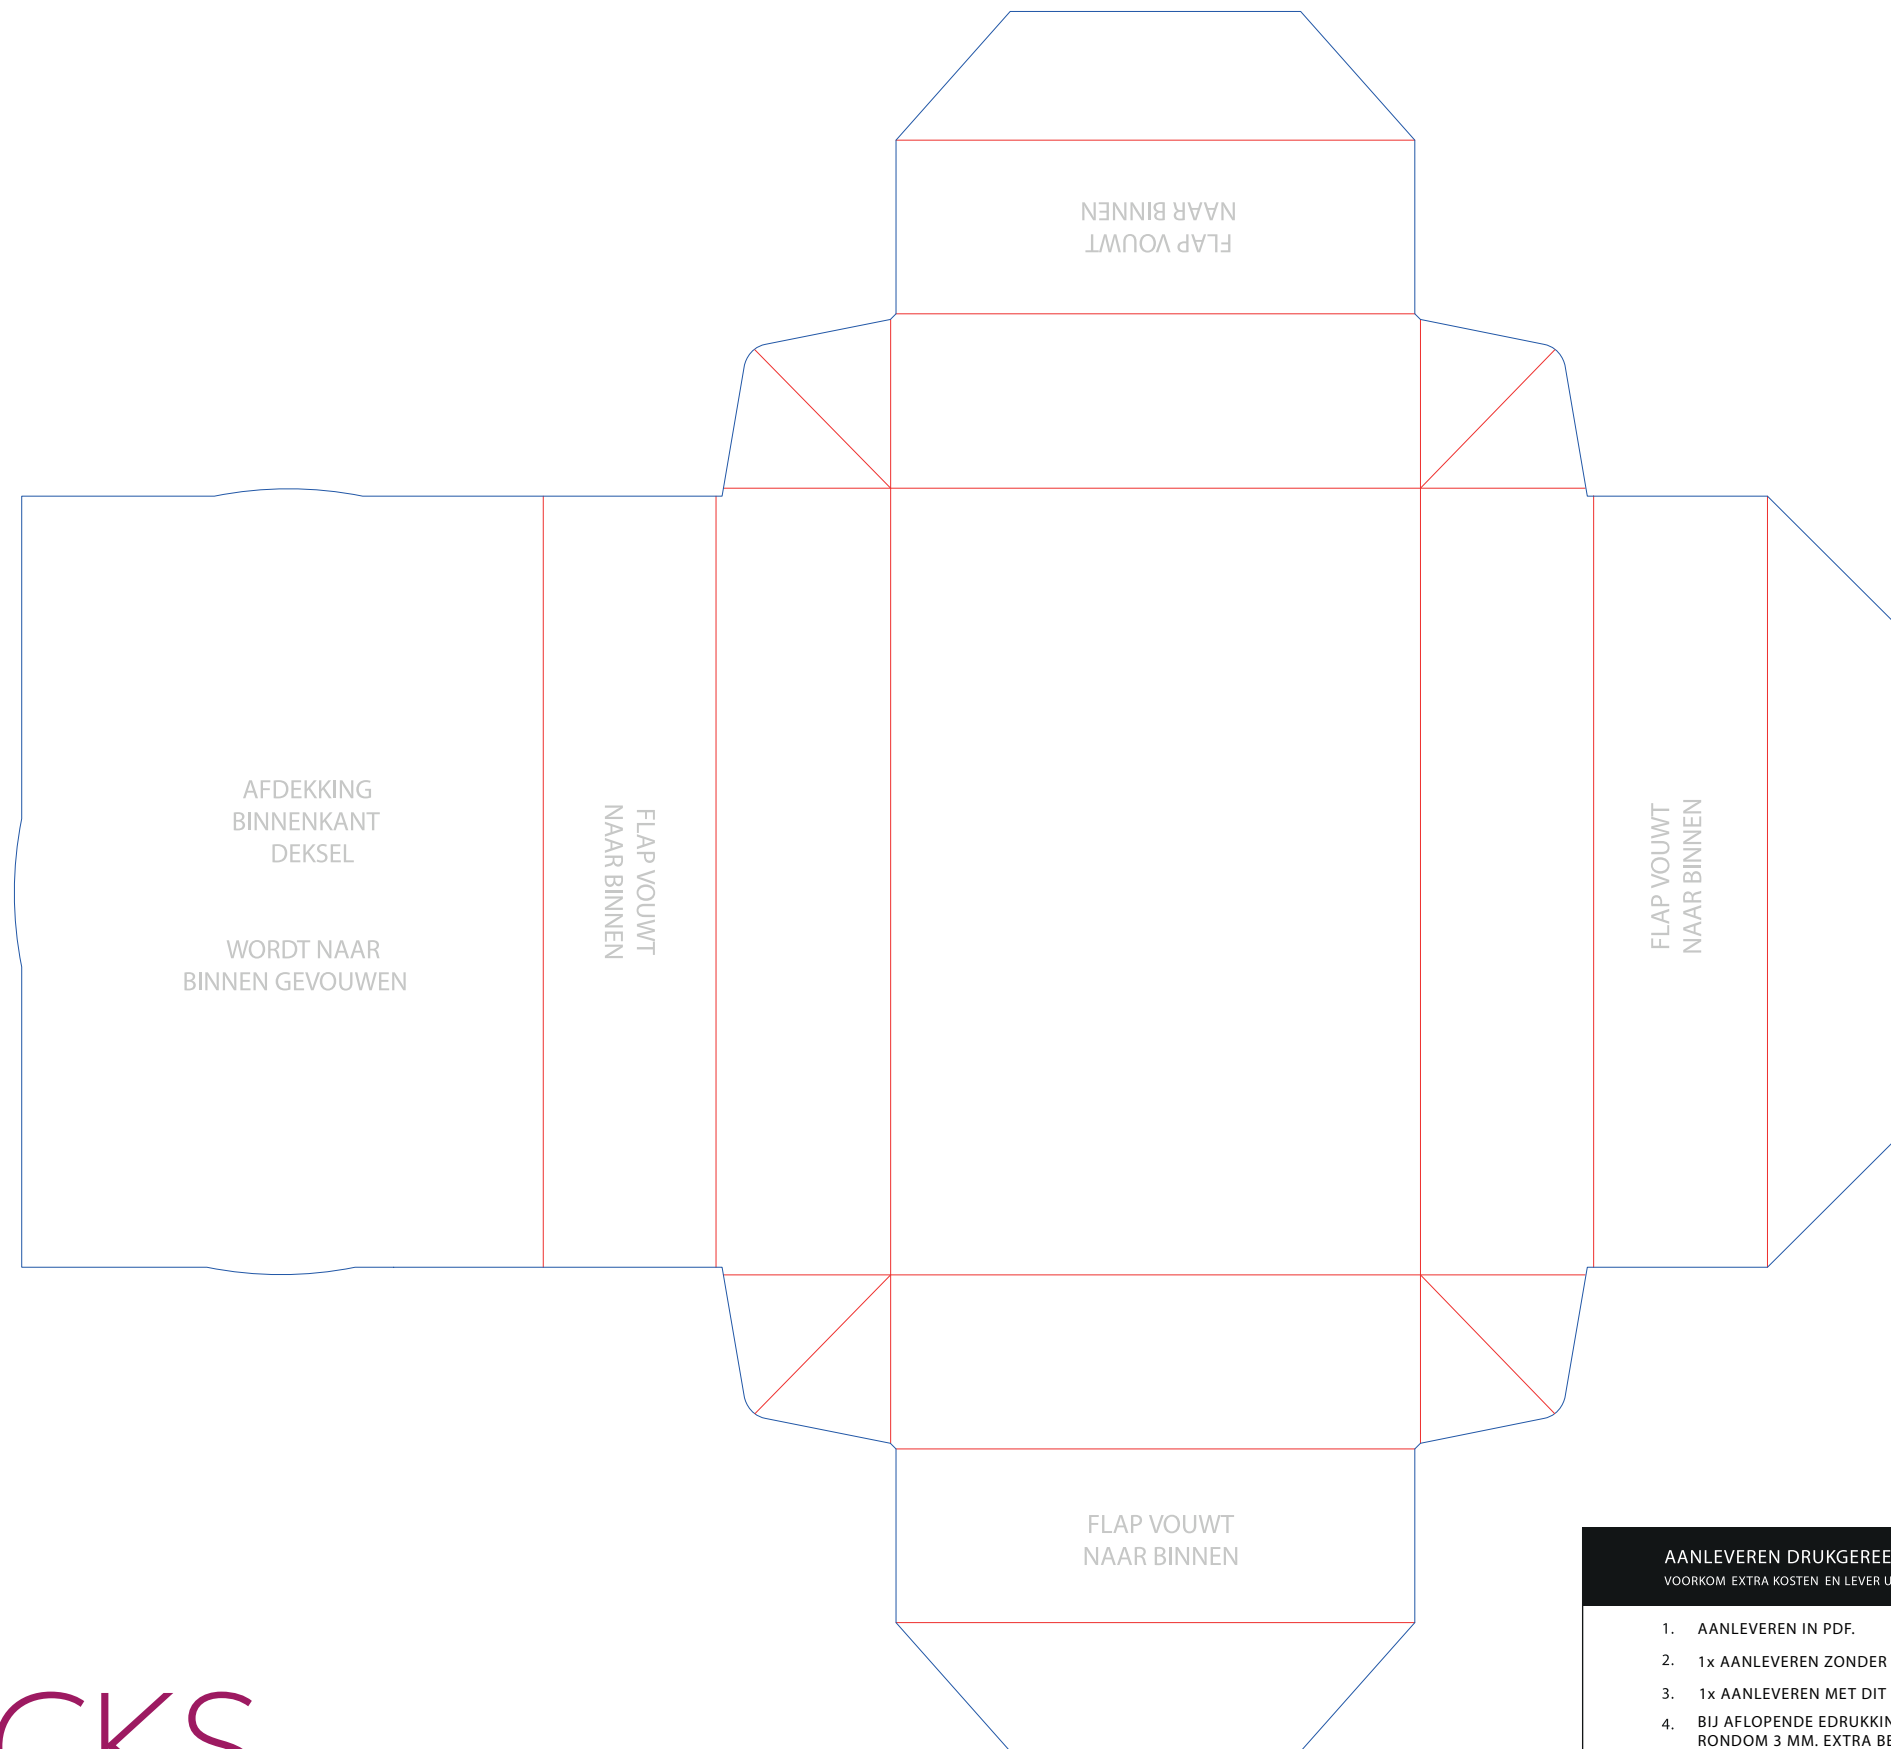 FLAP VOUWT
NAAR BINNEN
AFDEKKING
BINNENKANT
DEKSEL
WORDT NAAR
BINNEN GEVOUWEN
FLAP VOUWT
NAAR BINNEN
FLAP VOUWT
NAAR BINNEN
FLAP VOUWT
NAAR BINNEN
AANLEVEREN DRUKGEREE
VOORKOM EXTRA KOSTEN EN LEVER U
1. AANLEVEREN IN PDF.
2. 1x AANLEVEREN ZONDER
3. 1x AANLEVEREN MET DIT
4. BIJ AFLOPENDE EDRUKKIN
RONDOM 3 MM. EXTRA BE
CKS